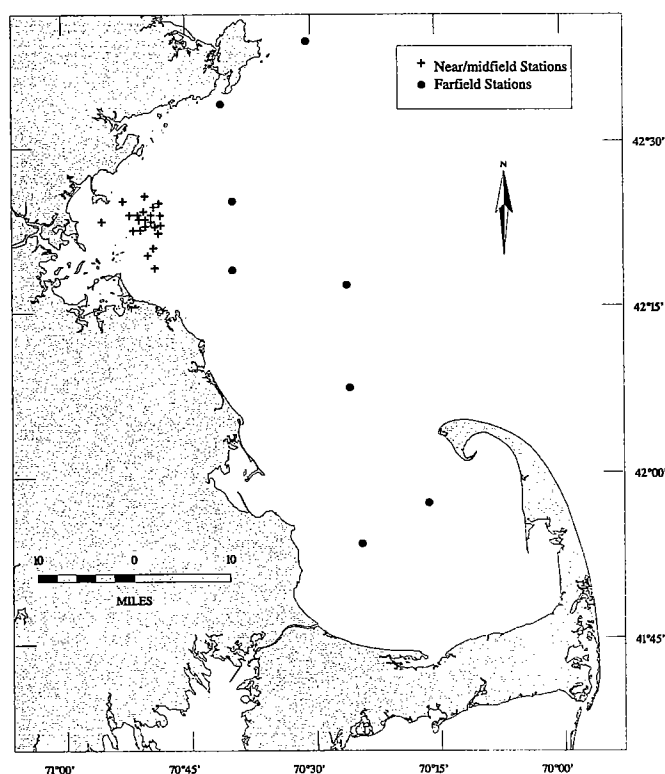 + Near/midfield Stations
● Farfield Stations
42°30'
N
42°15'
42°00'
10 0 10
MILES
41°45'
71°00' 70°45' 70°30' 70°15' 70°00'